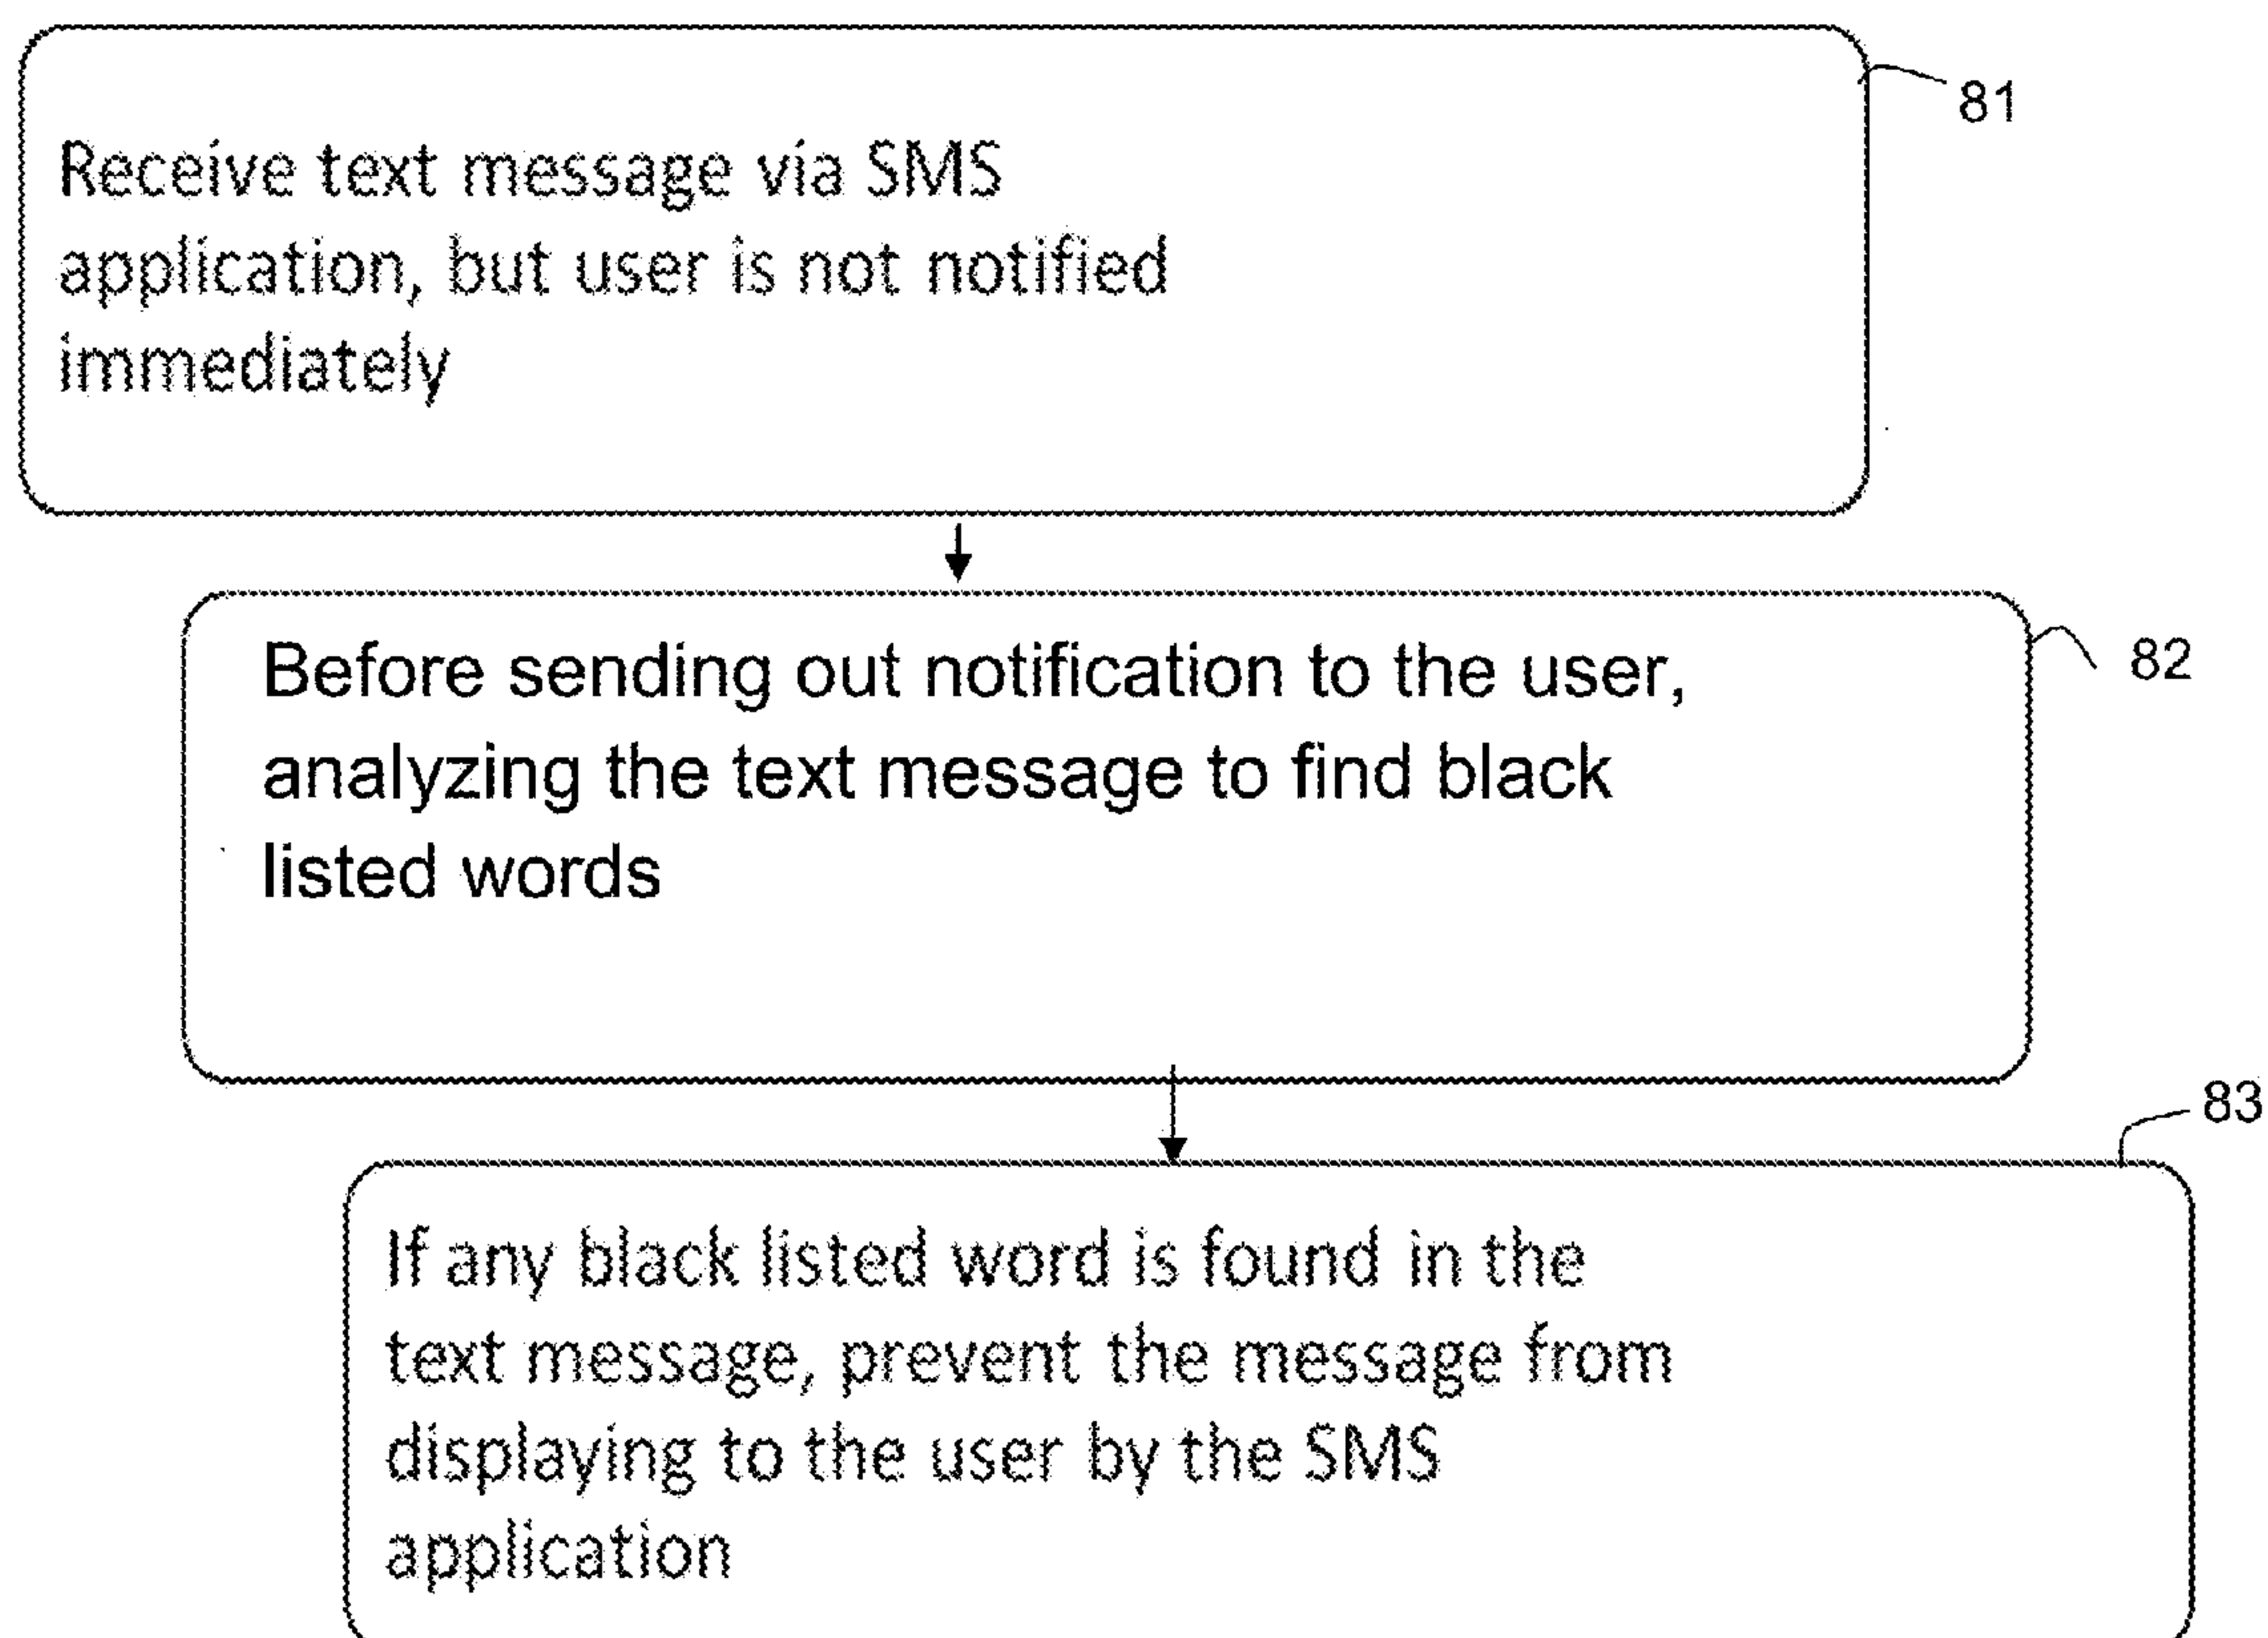 81
Receive text message via SMS
application, but user is not notified
immediately
82
Before sending out notification to the user,
analyzing the text message to find black
listed words
83
If any black listed word is found in the
text message, prevent the message from
displaying to the user by the SMS
application